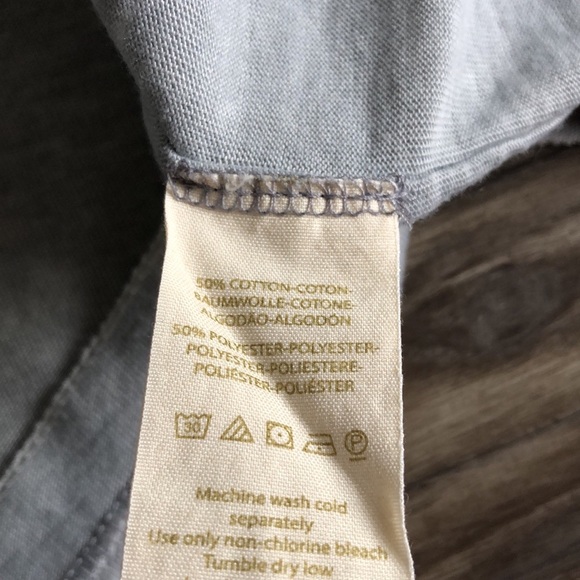 50% COTTON-COTON-
BAUMWOLLE-COTONE-
ALGODÃO-ALGODÓN
50% POLYESTER-POLYESTER-
POLYESTER-POLIESTERE-
POLIÉSTER-POLIÉSTER
30 P
Machine wash cold
separately
Use only non-chlorine bleach
Tumble dry low